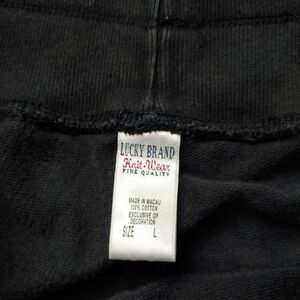 LUCKY BRAND
Knit-Wear
FINE QUALITY
MADE IN MACAU
100% COTTON
EXCLUSIVE OF
DECORATION
SIZE L